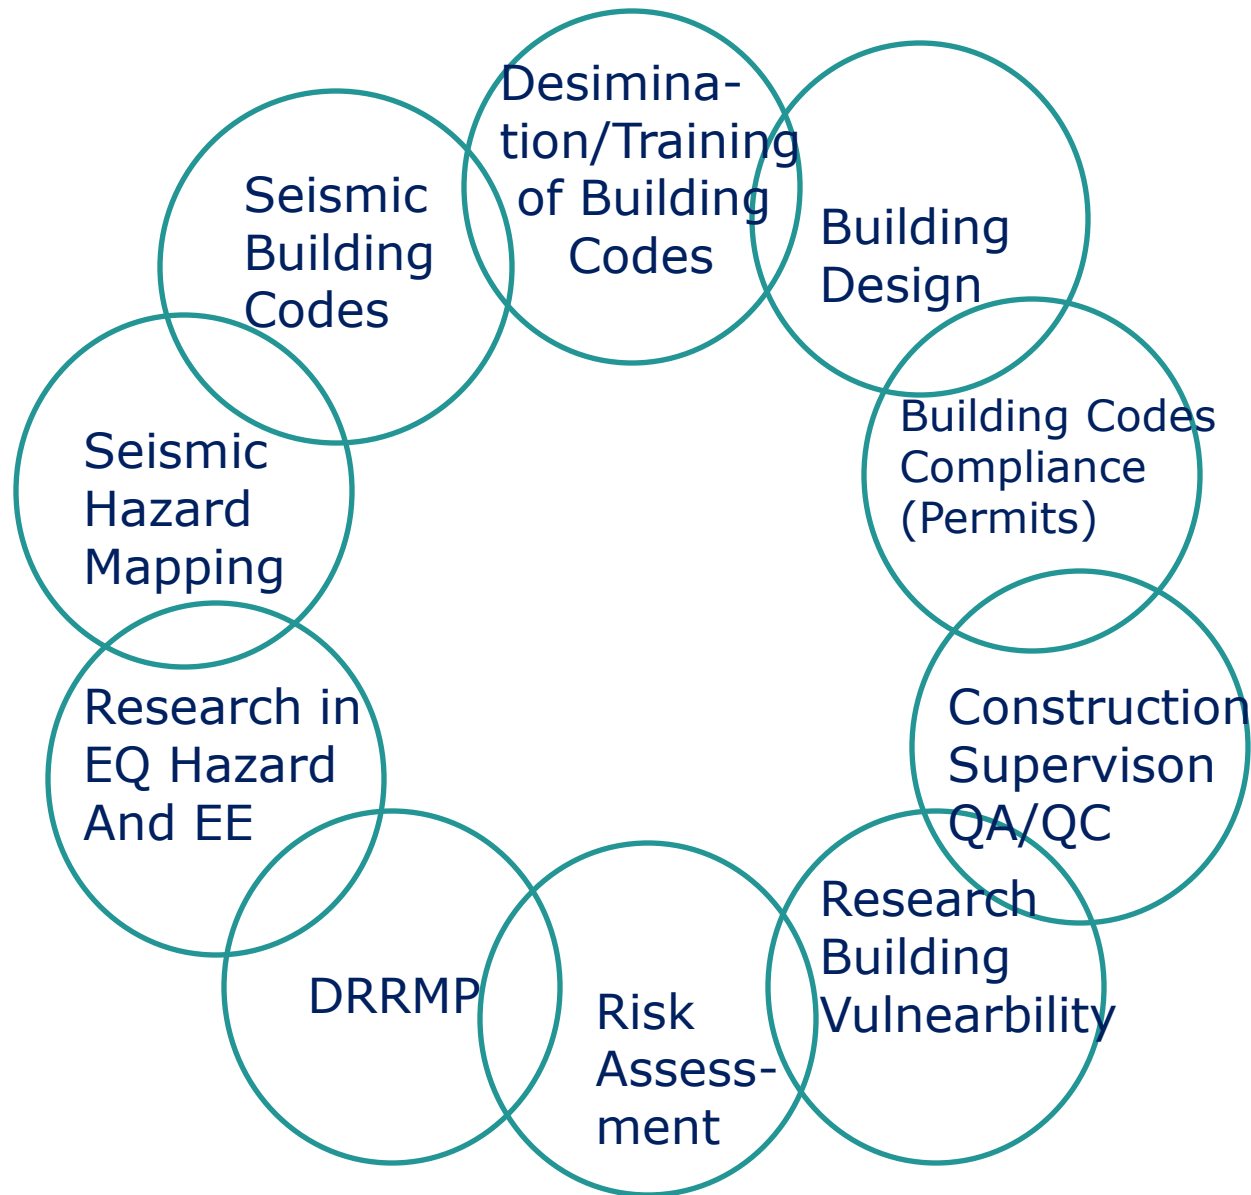 Desimina-
tion/Training
of Building
Codes
Seismic
Building
Codes
Building
Design
Building Codes
Compliance
(Permits)
Seismic
Hazard
Mapping
Research in
EQ Hazard
And EE
Construction
Supervison
QA/QC
Research
Building
Vulnearbility
DRRMP
Risk
Assess-
ment